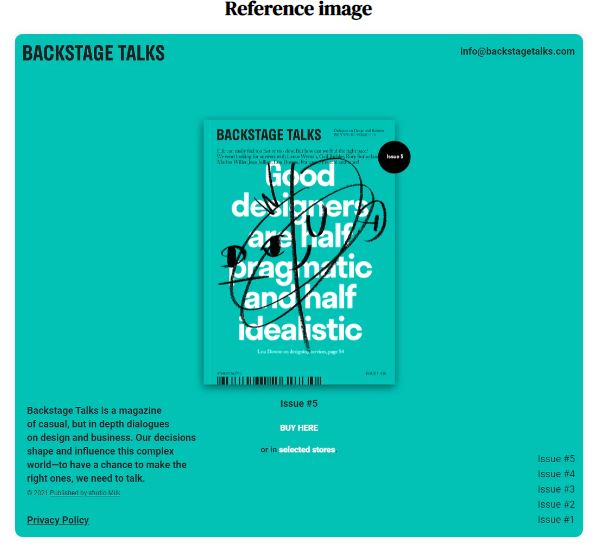 Reference image
BACKSTAGE TALKS
info@backstagetalks.com
BACKSTAGE TALKS
Issue 5
Good
designers
are half
pragmatic
and half
idealistic
Issue #5
BUY HERE
or in selected stores.
Backstage Talks is a magazine
of casual, but in depth dialogues
on design and business. Our decisions
shape and influence this complex
world—to have a chance to make the
right ones, we need to talk.
© 2021 Published by studio Milk
Privacy Policy
Issue #5
Issue #4
Issue #3
Issue #2
Issue #1